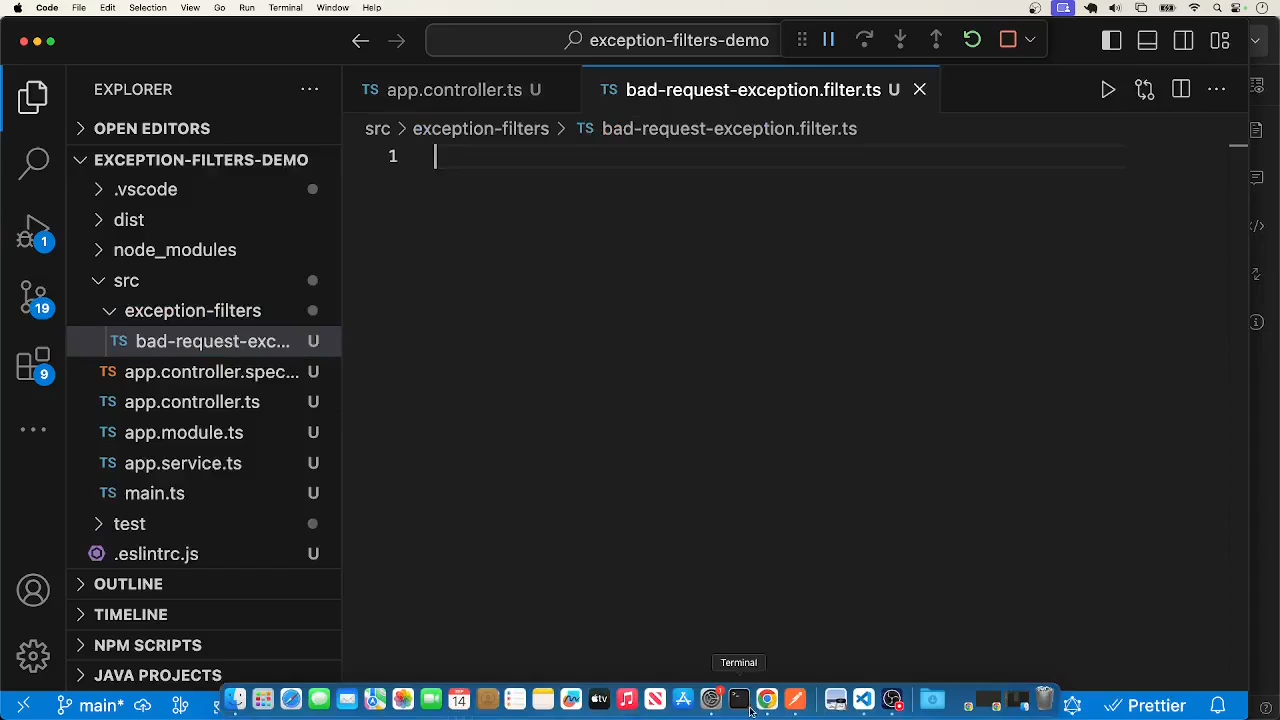 Code File Edit Selection View Go Run Terminal Window Help
exception-filters-demo
EXPLORER
TS app.controller.ts U
TS bad-request-exception.filter.ts U
OPEN EDITORS
src > exception-filters > TS bad-request-exception.filter.ts
EXCEPTION-FILTERS-DEMO
1
.vscode
dist
node_modules
src
exception-filters
TS bad-request-exc... U
TS app.controller.spec... U
TS app.controller.ts U
TS app.module.ts U
TS app.service.ts U
TS main.ts U
test
.eslintrc.js U
OUTLINE
TIMELINE
NPM SCRIPTS
JAVA PROJECTS
1
19
9
Terminal
main*
14
tv
Prettier